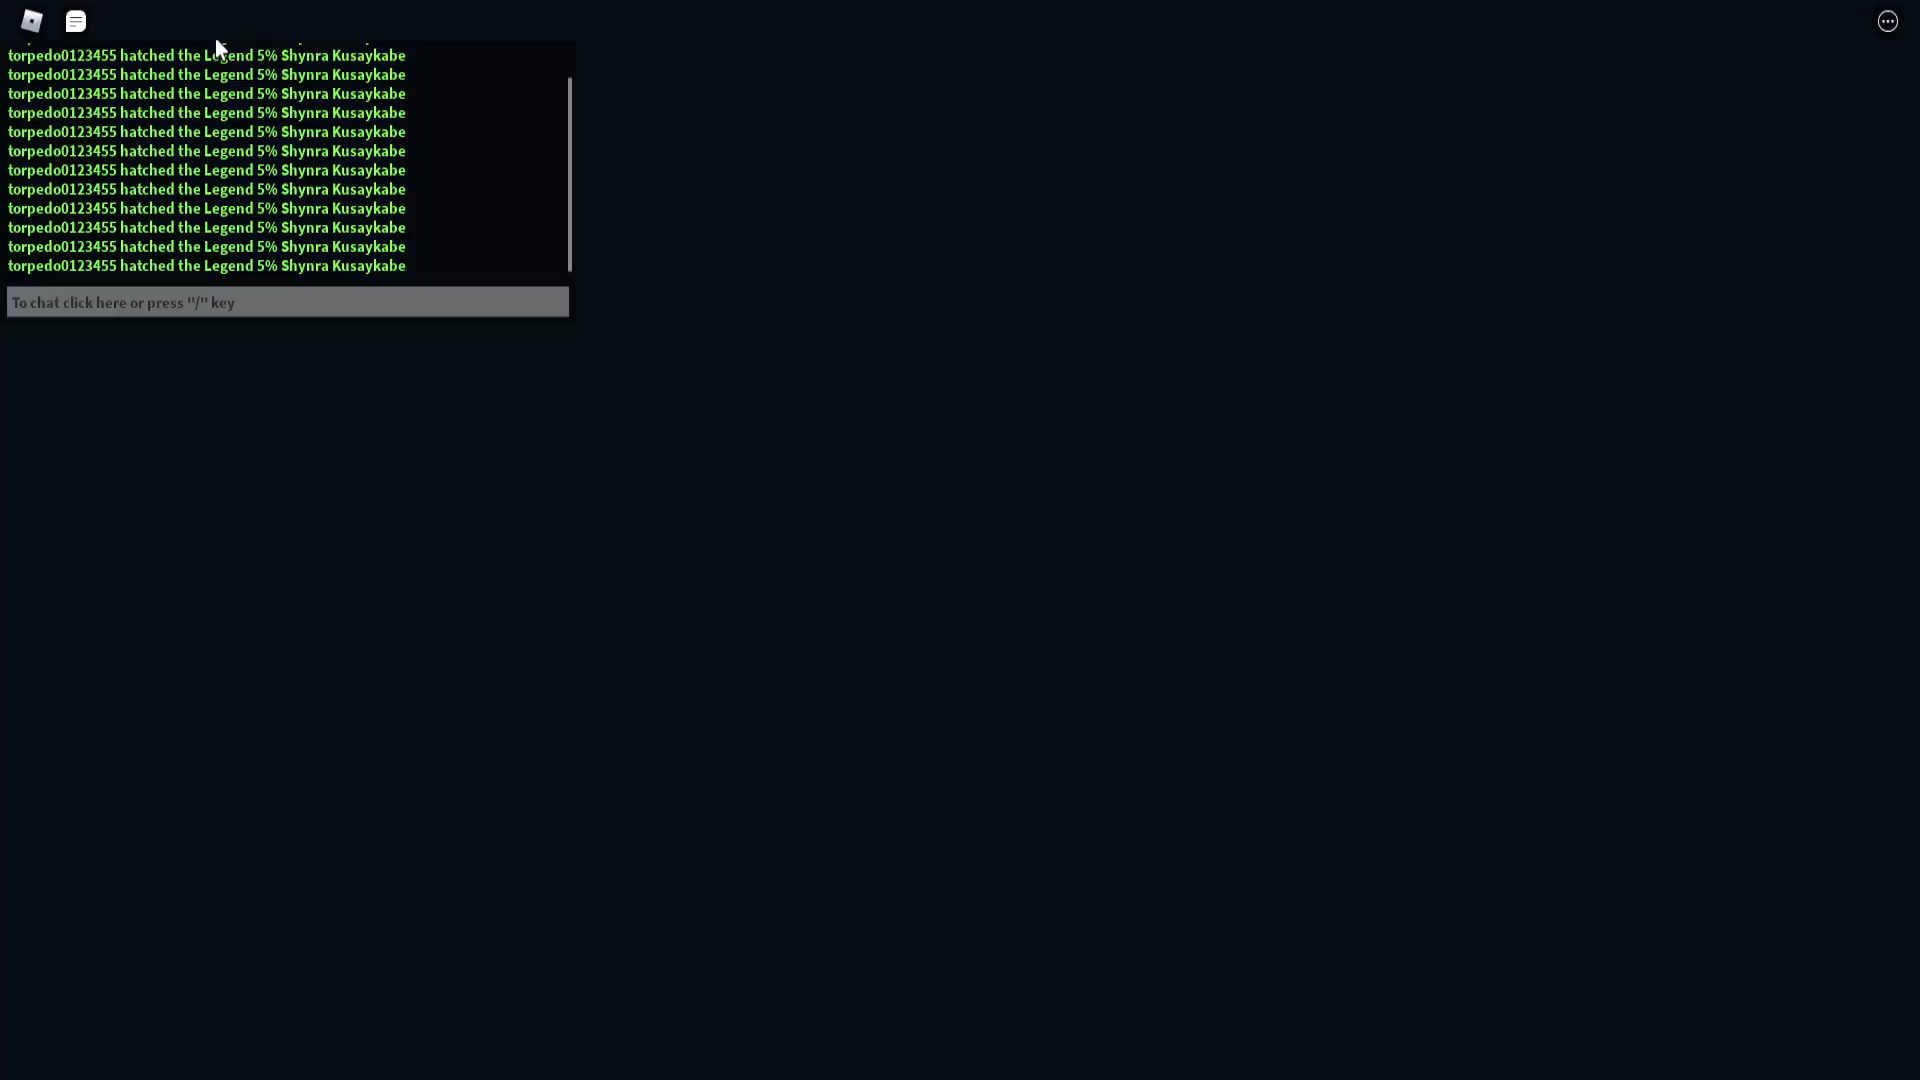 torpedo0123455 hatched the Legend 5% Shynra Kusaykabe
torpedo0123455 hatched the Legend 5% Shynra Kusaykabe
torpedo0123455 hatched the Legend 5% Shynra Kusaykabe
torpedo0123455 hatched the Legend 5% Shynra Kusaykabe
torpedo0123455 hatched the Legend 5% Shynra Kusaykabe
torpedo0123455 hatched the Legend 5% Shynra Kusaykabe
torpedo0123455 hatched the Legend 5% Shynra Kusaykabe
torpedo0123455 hatched the Legend 5% Shynra Kusaykabe
torpedo0123455 hatched the Legend 5% Shynra Kusaykabe
torpedo0123455 hatched the Legend 5% Shynra Kusaykabe
torpedo0123455 hatched the Legend 5% Shynra Kusaykabe
torpedo0123455 hatched the Legend 5% Shynra Kusaykabe
To chat click here or press "/" key